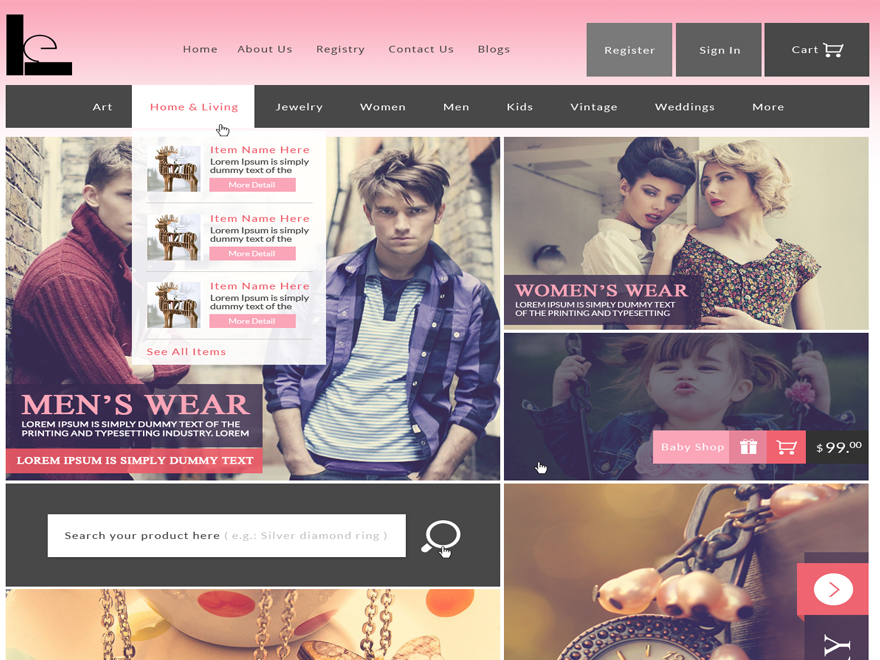 le
Home About Us Registry Contact Us Blogs
Register Sign In Cart
Art Home & Living Jewelry Women Men Kids Vintage Weddings More
Item Name Here
Lorem Ipsum is simply
dummy text of the
More Detail
Item Name Here
Lorem Ipsum is simply
dummy text of the
More Detail
Item Name Here
Lorem Ipsum is simply
dummy text of the
More Detail
See All Items
MEN'S WEAR
LOREM IPSUM IS SIMPLY DUMMY TEXT OF THE
PRINTING AND TYPESETTING INDUSTRY. LOREM
LOREM IPSUM IS SIMPLY DUMMY TEXT
WOMEN'S WEAR
LOREM IPSUM IS SIMPLY DUMMY TEXT
OF THE PRINTING AND TYPESETTING
Baby Shop $ 99.00
Search your product here ( e.g.: Silver diamond ring )